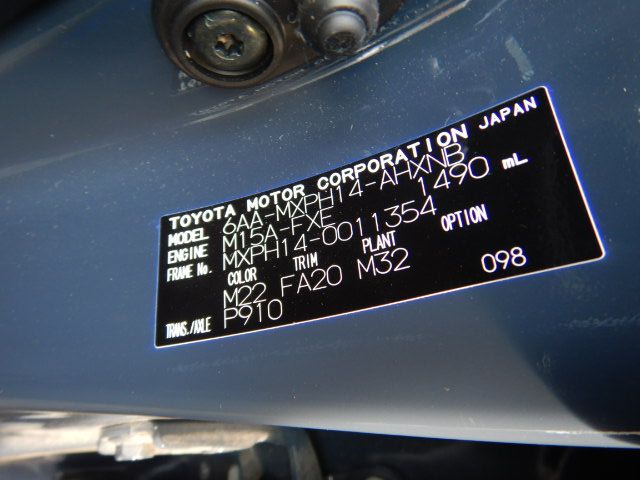 TOYOTA MOTOR CORPORATION JAPAN
MODEL 6AA-MXPH14-AHXNB
ENGINE M15A-FXE 1490 mL
FRAME No. MXPH14-0011354
COLOR TRIM PLANT OPTION
M22 FA20 M32 098
TRANS./AXLE P910